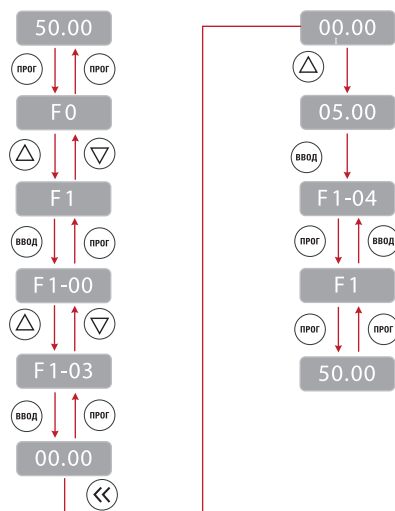 50.00
ПРОГ ПРОГ
F0
F1
ВВОД ПРОГ
F1-00
F1-03
ВВОД ПРОГ
00.00
00.00
05.00
ВВОД
F1-04
ПРОГ ВВОД
F1
ПРОГ ПРОГ
50.00